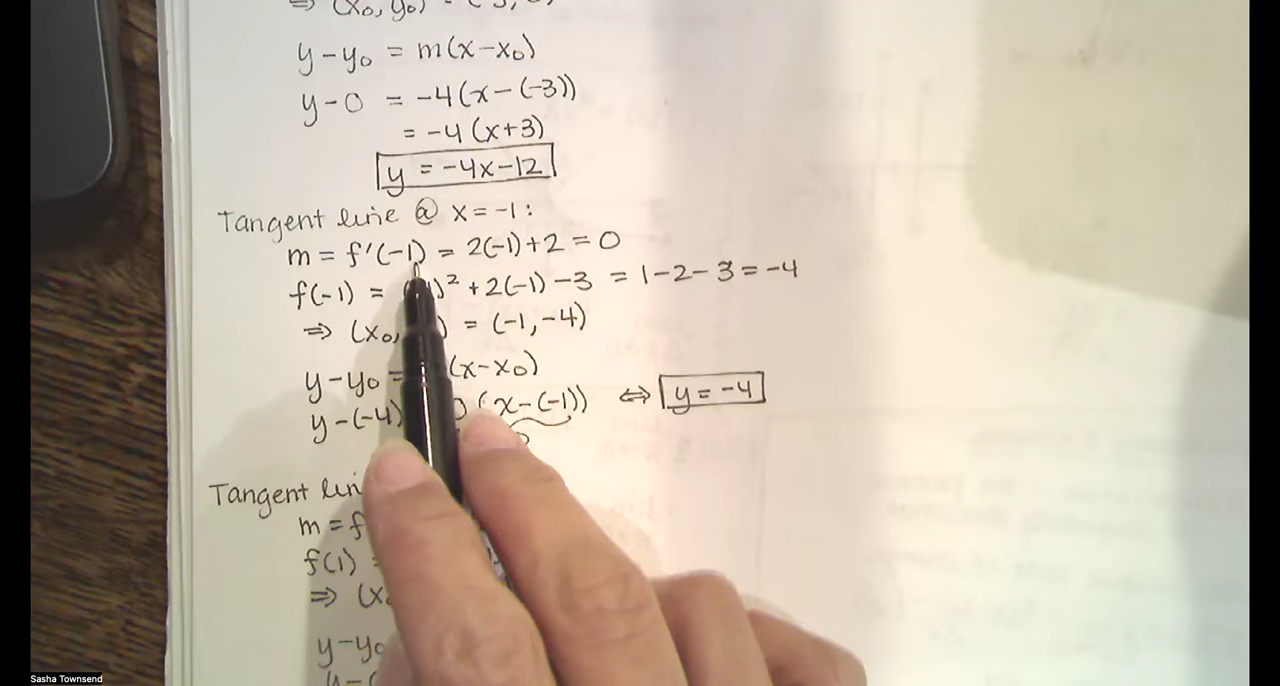 ⇒ (x₀, y₀) =
y - y₀ = m(x - x₀)
y - 0 = -4(x - (-3))
= -4(x+3)
y = -4x - 12
Tangent line @ x = -1:
m = f'(-1) = 2(-1) + 2 = 0
f(-1) = )² + 2(-1) - 3 = 1 - 2 - 3 = -4
⇒ (x₀, ) = (-1, -4)
y - y₀ = (x - x₀)
y - (-4) (x - (-1)) ⇔ y = -4
Tangent
m = f
f(1) =
⇒ (x
y - y₀
Sasha Townsend